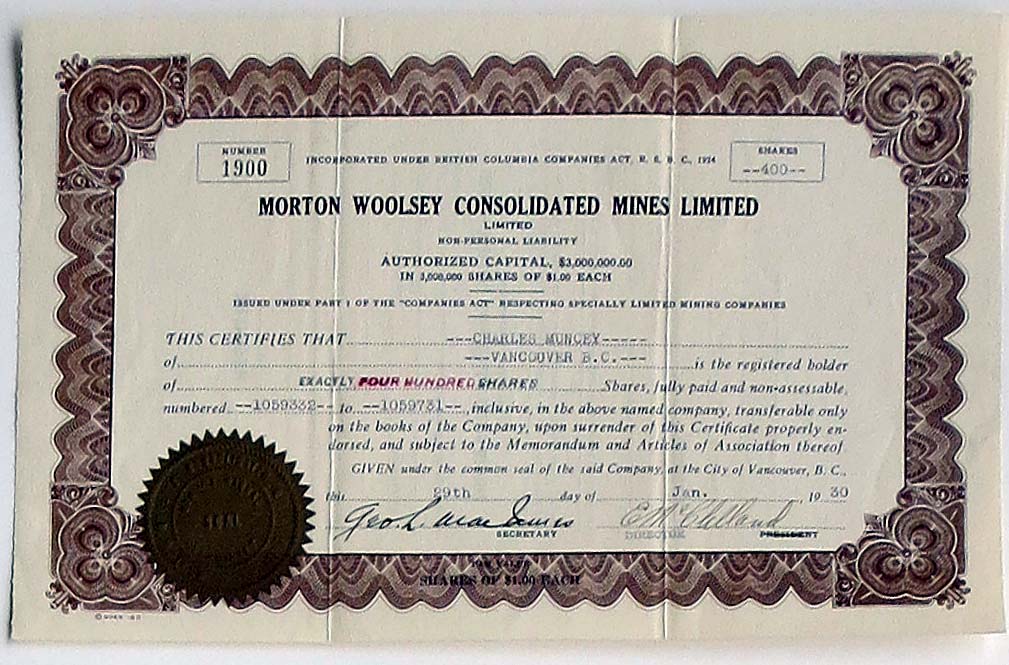 NUMBER
1900
INCORPORATED UNDER BRITISH COLUMBIA COMPANIES ACT, R. S. B. C., 1924
SHARES
--400--
MORTON WOOLSEY CONSOLIDATED MINES LIMITED
LIMITED
NON-PERSONAL LIABILITY
AUTHORIZED CAPITAL, $3,000,000.00
IN 3,000,000 SHARES OF $1.00 EACH
ISSUED UNDER PART 1 OF THE "COMPANIES ACT" RESPECTING SPECIALLY LIMITED MINING COMPANIES
THIS CERTIFIES THAT ---CHARLES MUNCEY-----
of ---VANCOUVER B.C.--- is the registered holder
of EXACTLY FOUR HUNDRED SHARES Shares, fully paid and non-assessable,
numbered --1059332-- to --1059731--, inclusive, in the above named company, transferable only
on the books of the Company, upon surrender of this Certificate properly en-
dorsed, and subject to the Memorandum and Articles of Association thereof
GIVEN under the common seal of the said Company, at the City of Vancouver, B. C.,
this 29th day of Jan. 19 30
Geo. L.
E McClelland
SECRETARY
DIRECTOR
PRESIDENT
SEAL
PAR VALUE
SHARES OF $1.00 EACH